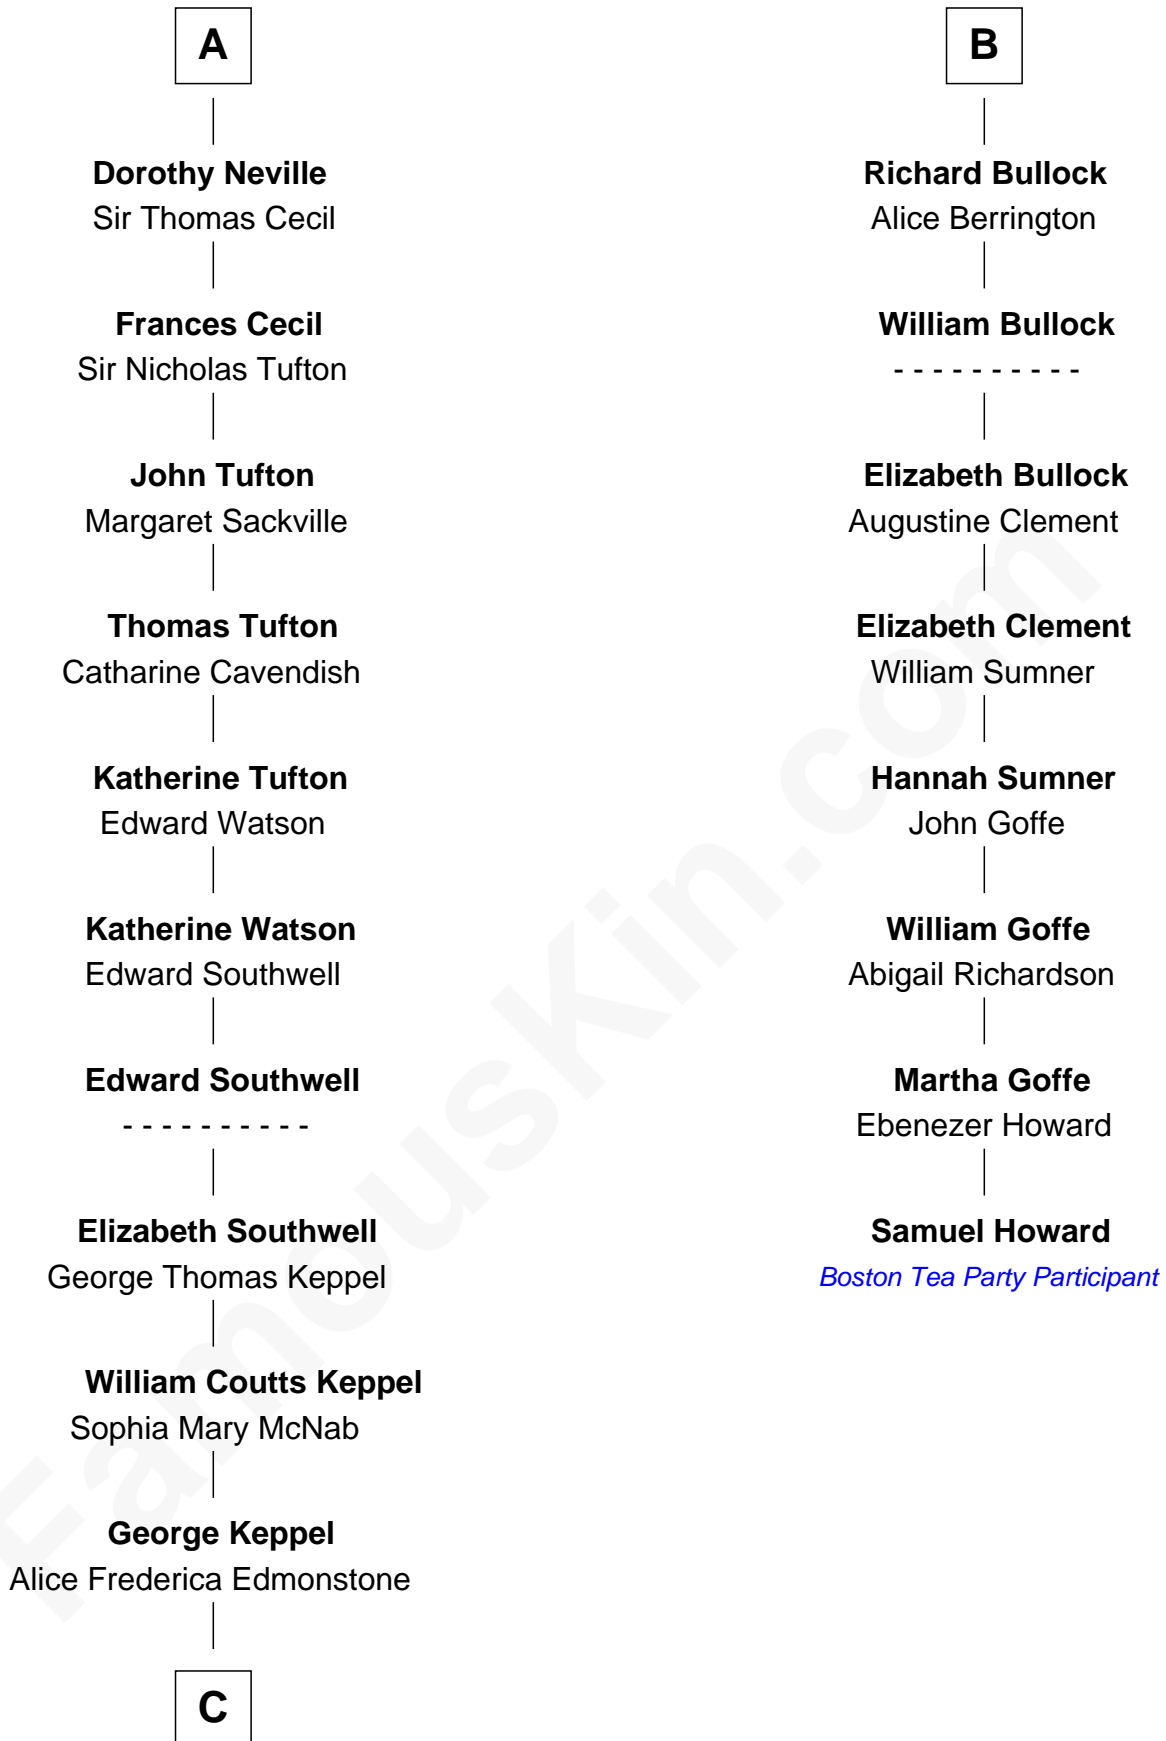 A
Dorothy Neville
Sir Thomas Cecil
Frances Cecil
Sir Nicholas Tufton
John Tufton
Margaret Sackville
Thomas Tufton
Catharine Cavendish
Katherine Tufton
Edward Watson
Katherine Watson
Edward Southwell
Edward Southwell
- - - - - - - - - -
Elizabeth Southwell
George Thomas Keppel
William Coutts Keppel
Sophia Mary McNab
George Keppel
Alice Frederica Edmonstone
C
B
Richard Bullock
Alice Berrington
William Bullock
- - - - - - - - - -
Elizabeth Bullock
Augustine Clement
Elizabeth Clement
William Sumner
Hannah Sumner
John Goffe
William Goffe
Abigail Richardson
Martha Goffe
Ebenezer Howard
Samuel Howard
Boston Tea Party Participant
FamousKin.com